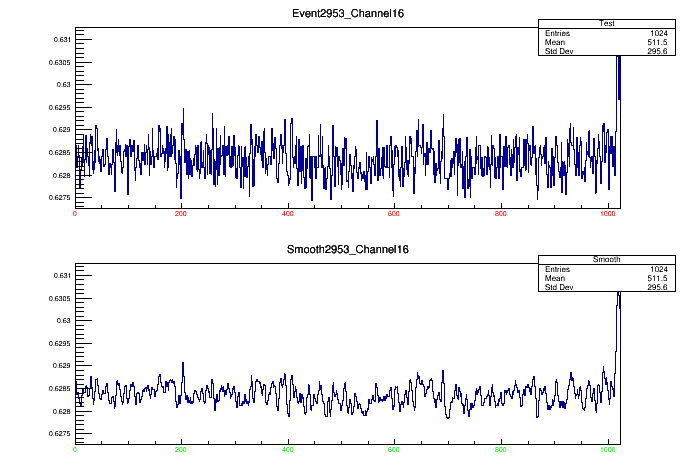 Event2953_Channel16
Test
Entries 1024
Mean 511.5
Std Dev 295.6
0.631
0.6305
0.63
0.6295
0.629
0.6285
0.628
0.6275
0 200 400 600 800 1000
Smooth2953_Channel16
Smooth
Entries 1024
Mean 511.5
Std Dev 295.6
0.631
0.6305
0.63
0.629
0.6285
0.628
0.6275
0 200 400 600 800 1000